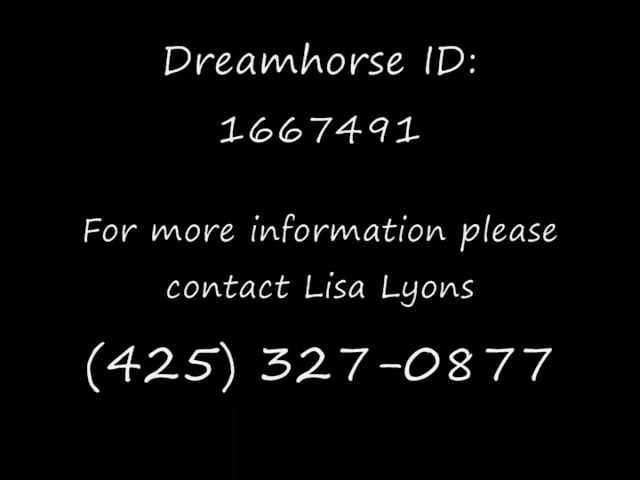 Dreamhorse ID:
1667491
For more information please
contact Lisa Lyons
(425) 327-0877